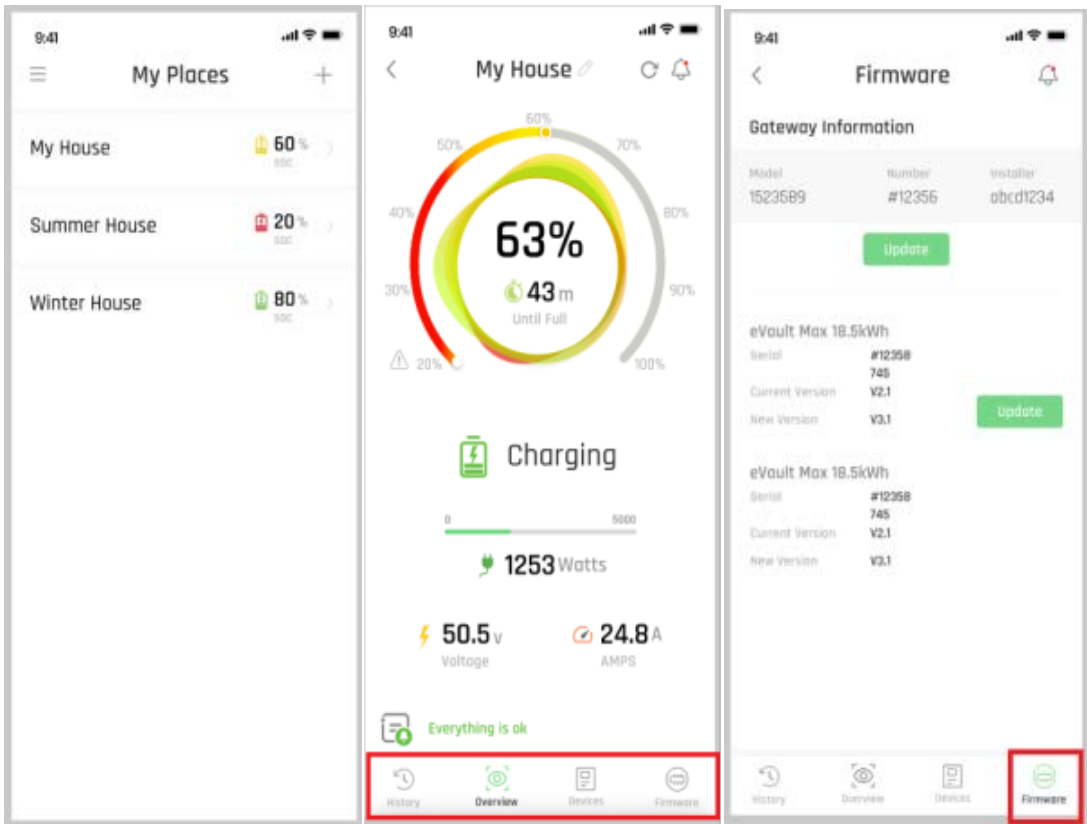 9:41
My Places
My House
60 %
SOC
Summer House
20 %
SOC
Winter House
80 %
SOC
9:41
My House
60%
50%
70%
40%
80%
63%
30%
43 m
90%
Until Full
20%
100%
Charging
0
5000
1253 Watts
50.5 V
24.8 A
Voltage
AMPS
Everything is ok
History
Overview
Devices
Firmware
9:41
Firmware
Gateway Information
Model
Number
Installer
1523589
#12356
abcd1234
Update
eVault Max 18.5kWh
Serial
#12358
745
Current Version
V2.1
New Version
V3.1
Update
eVault Max 18.5kWh
Serial
#12358
745
Current Version
V2.1
New Version
V3.1
History
Overview
Devices
Firmware